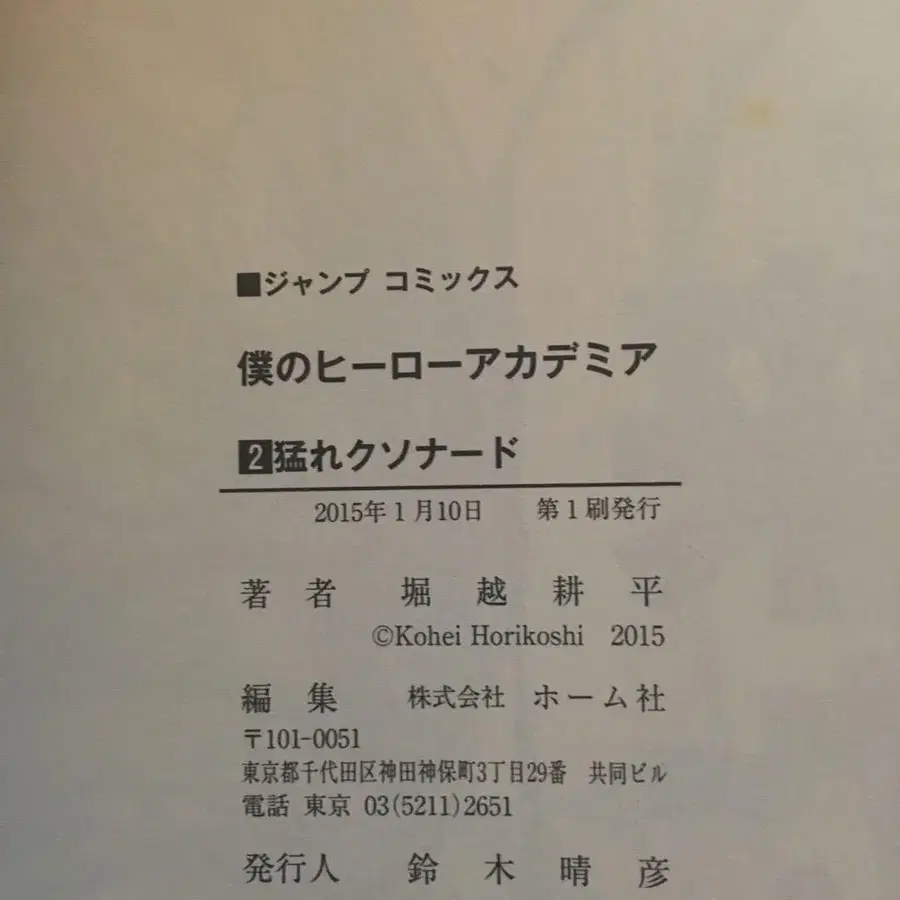 ■ジャンプ コミックス
僕のヒーローアカデミア
2猛れクソナード
2015年1月10日 第1刷発行
著者 堀越耕平
©Kohei Horikoshi 2015
編集 株式会社 ホーム社
〒101-0051
東京都千代田区神田神保町3丁目29番 共同ビル
電話 東京 03(5211)2651
発行人 鈴木晴彦